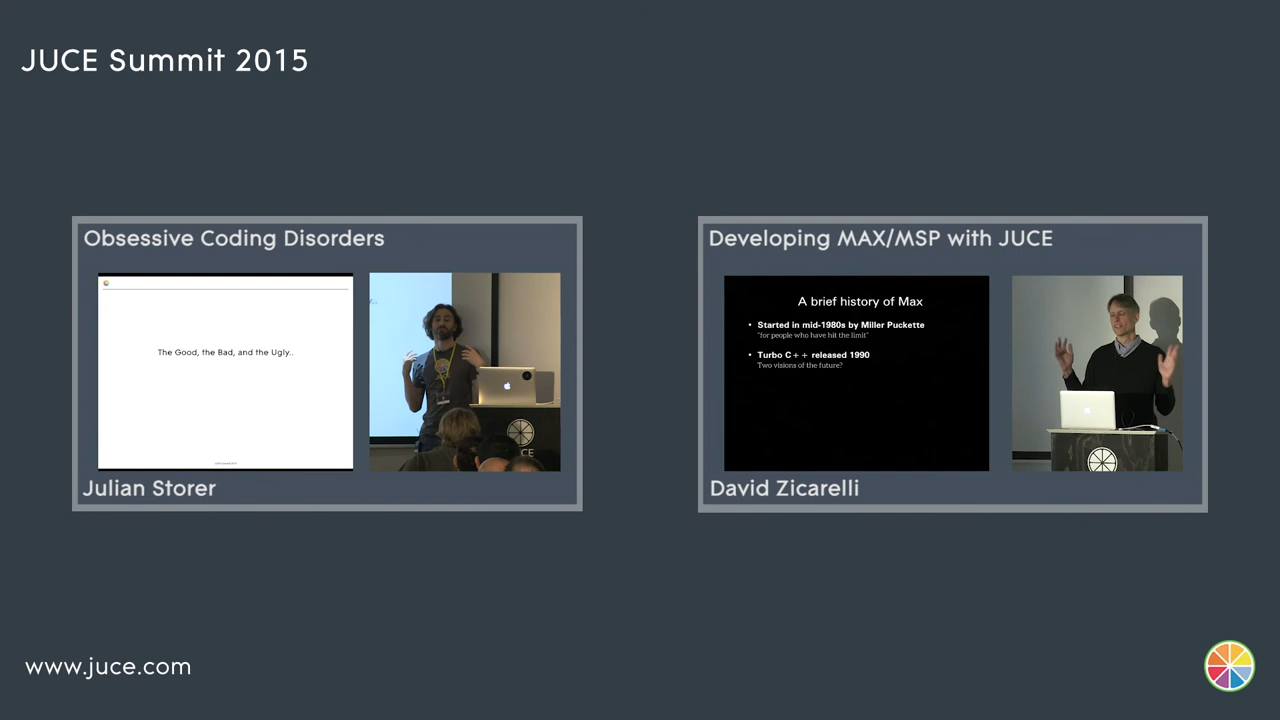 JUCE Summit 2015
Obsessive Coding Disorders
The Good, the Bad, and the Ugly..
Julian Storer
Developing MAX/MSP with JUCE
A brief history of Max
• Started in mid-1980s by Miller Puckette
"for people who have hit the limit"
• Turbo C++ released 1990
Two visions of the future?
David Zicarelli
www.juce.com